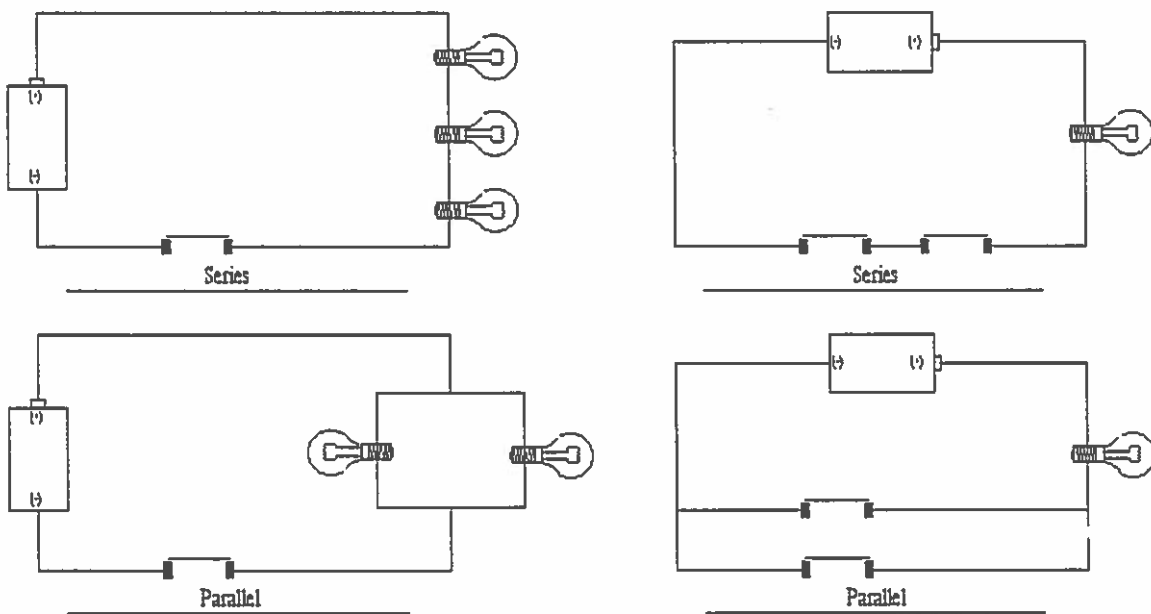 (+)
(-)
Series
(-) (+)
Series
(+)
(-)
Parallel
(-) (+)
Parallel